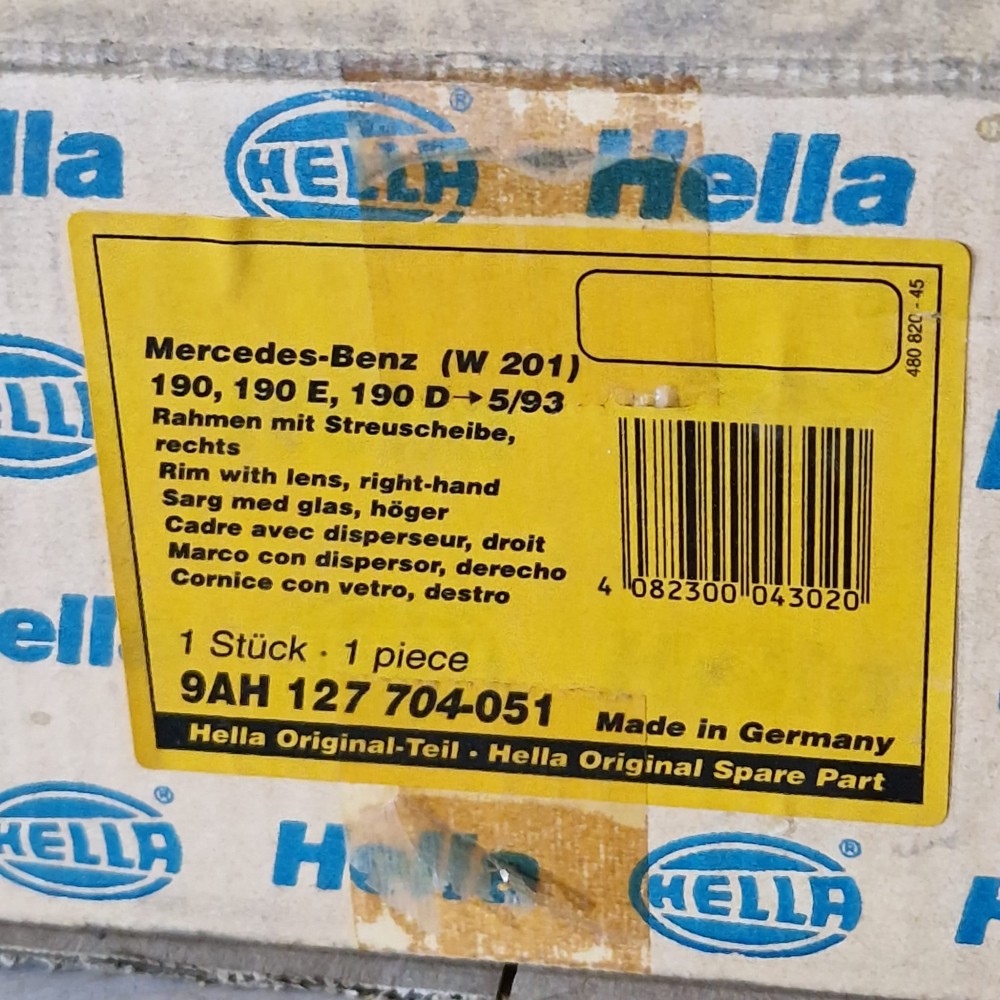 lla HELLA® Hella
480 820 - 45
Mercedes-Benz (W 201)
190, 190 E, 190 D→5/93
Rahmen mit Streuscheibe,
rechts
Rim with lens, right-hand
Sarg med glas, höger
Cadre avec disperseur, droit
Marco con dispersor, derecho
Cornice con vetro, destro
4 082300 043020
1 Stück · 1 piece
9AH 127 704-051
Made in Germany
Hella Original-Teil · Hella Original Spare Part
ELL
ell
HELLA® Hella HELLA® H